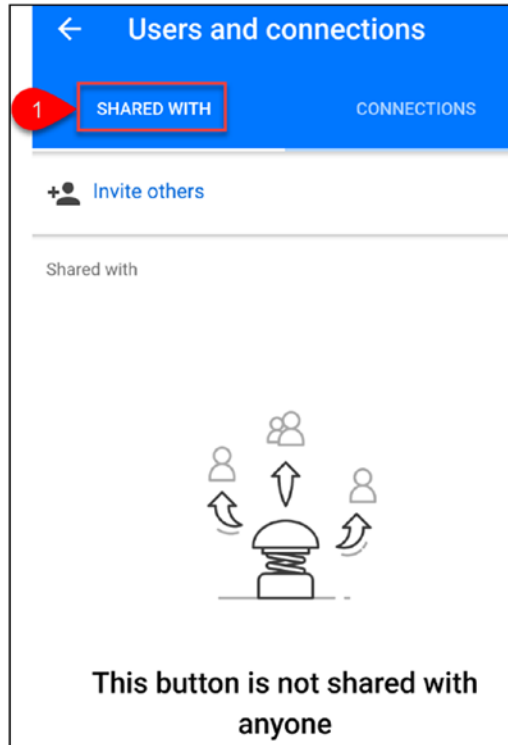 Users and connections
1
SHARED WITH
CONNECTIONS
Invite others
Shared with
This button is not shared with
anyone